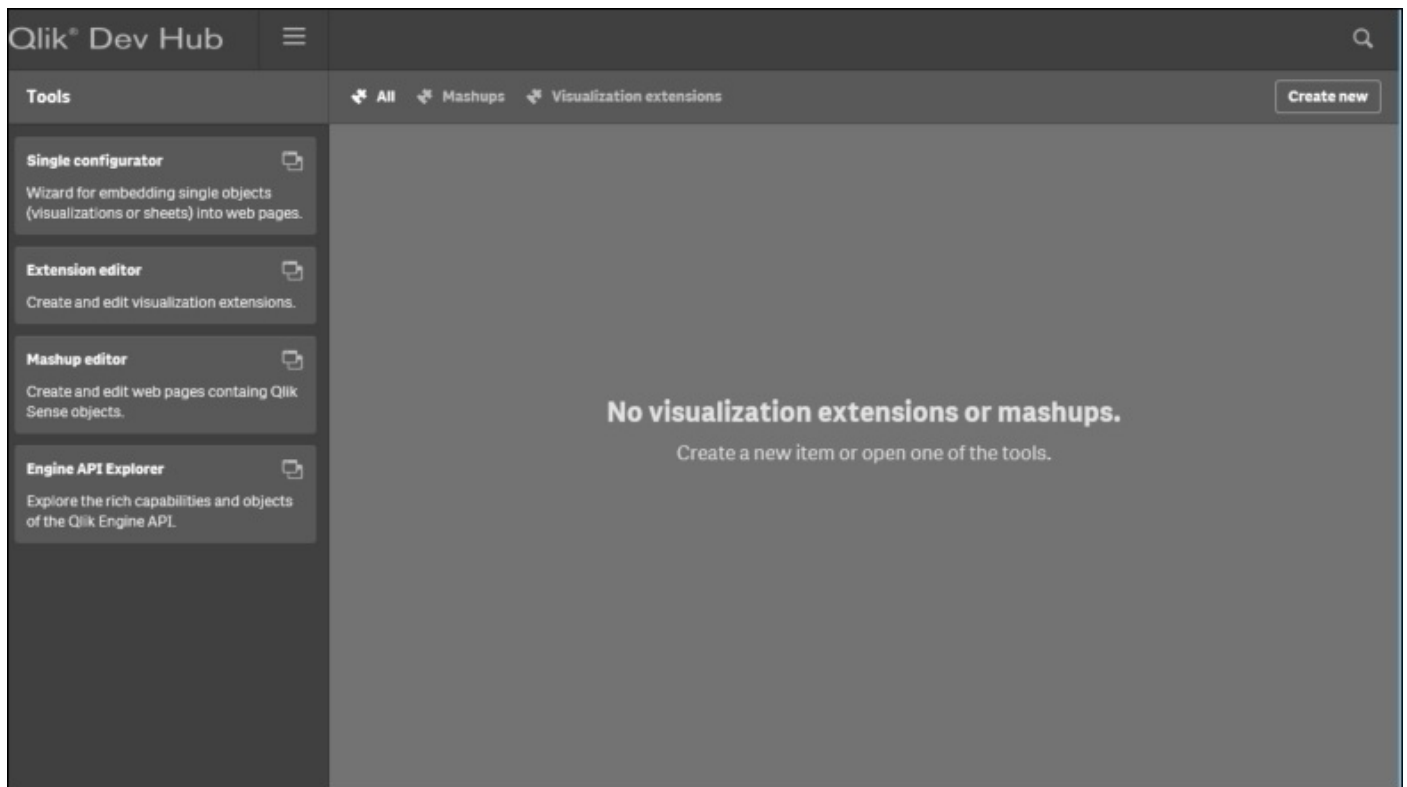 Qlik® Dev Hub
Tools
All Mashups Visualization extensions
Create new
Single configurator
Wizard for embedding single objects
(visualizations or sheets) into web pages.
Extension editor
Create and edit visualization extensions.
Mashup editor
Create and edit web pages containg Qlik
Sense objects.
Engine API Explorer
Explore the rich capabilities and objects
of the Qlik Engine API.
No visualization extensions or mashups.
Create a new item or open one of the tools.